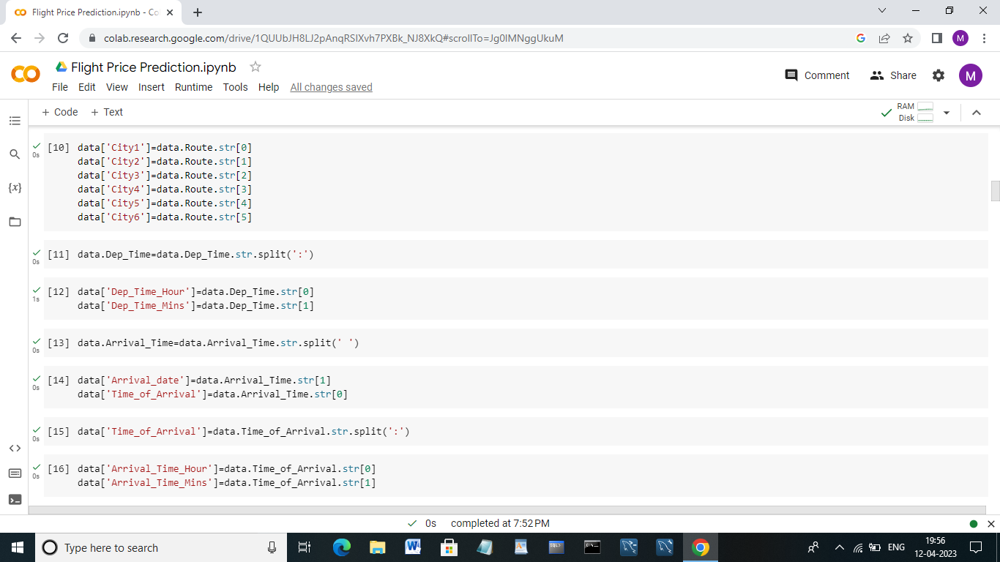 Flight Price Prediction.ipynb - Co
colab.research.google.com/drive/1QUUbJH8LJ2pAnqRSIXvh7PXBk_NJ8XkQ#scrollTo=Jg0lMNggUkuM
M
Flight Price Prediction.ipynb
File Edit View Insert Runtime Tools Help All changes saved
Comment Share M
+ Code + Text
RAM
Disk
{x}
[10] data['City1']=data.Route.str[0]
0s
data['City2']=data.Route.str[1]
data['City3']=data.Route.str[2]
data['City4']=data.Route.str[3]
data['City5']=data.Route.str[4]
data['City6']=data.Route.str[5]
[11] data.Dep_Time=data.Dep_Time.str.split(':')
0s
[12] data['Dep_Time_Hour']=data.Dep_Time.str[0]
1s
data['Dep_Time_Mins']=data.Dep_Time.str[1]
[13] data.Arrival_Time=data.Arrival_Time.str.split(' ')
0s
[14] data['Arrival_date']=data.Arrival_Time.str[1]
0s
data['Time_of_Arrival']=data.Arrival_Time.str[0]
[15] data['Time_of_Arrival']=data.Time_of_Arrival.str.split(':')
0s
[16] data['Arrival_Time_Hour']=data.Time_of_Arrival.str[0]
0s
data['Arrival_Time_Mins']=data.Time_of_Arrival.str[1]
0s completed at 7:52 PM
Type here to search
ENG
19:56
12-04-2023